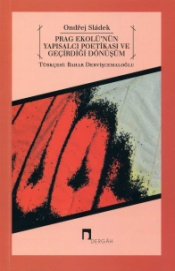 Ondřej Sládek
PRAG EKOLÜ'NÜN
YAPISALCI POETİKASI VE
GEÇİRDİĞİ DÖNÜŞÜM
TÜRKÇESİ: BAHAR DERVİŞCEMALOĞLU
DERGÂH